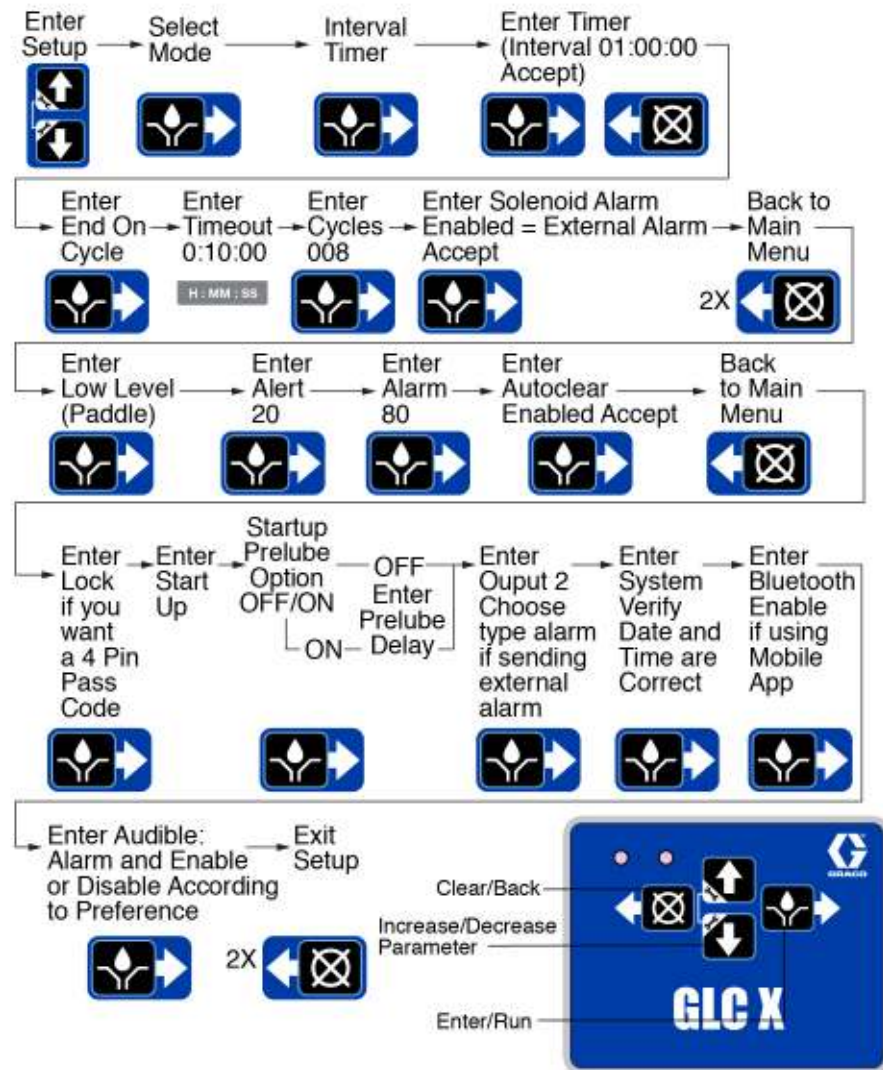 Enter
Setup
Select
Mode
Interval
Timer
Enter Timer
(Interval 01:00:00
Accept)
Enter
End On
Cycle
Enter
Timeout
0:10:00
H : MM : SS
Enter
Cycles
008
Enter Solenoid Alarm
Enabled = External Alarm
Accept
Back to
Main
Menu
2X
Enter
Low Level
(Paddle)
Enter
Alert
20
Enter
Alarm
80
Enter
Autoclear
Enabled Accept
Back
to Main
Menu
Enter
Lock
if you
want
a 4 Pin
Pass
Code
Enter
Start
Up
Startup
Prelube
Option
OFF/ON
OFF
ON
Enter
Prelube
Delay
Enter
Ouput 2
Choose
type alarm
if sending
external
alarm
Enter
System
Verify
Date and
Time are
Correct
Enter
Bluetooth
Enable
if using
Mobile
App
Enter Audible:
Alarm and Enable
or Disable According
to Preference
Exit
Setup
2X
Clear/Back
Increase/Decrease
Parameter
Enter/Run
GRACO
GLC X